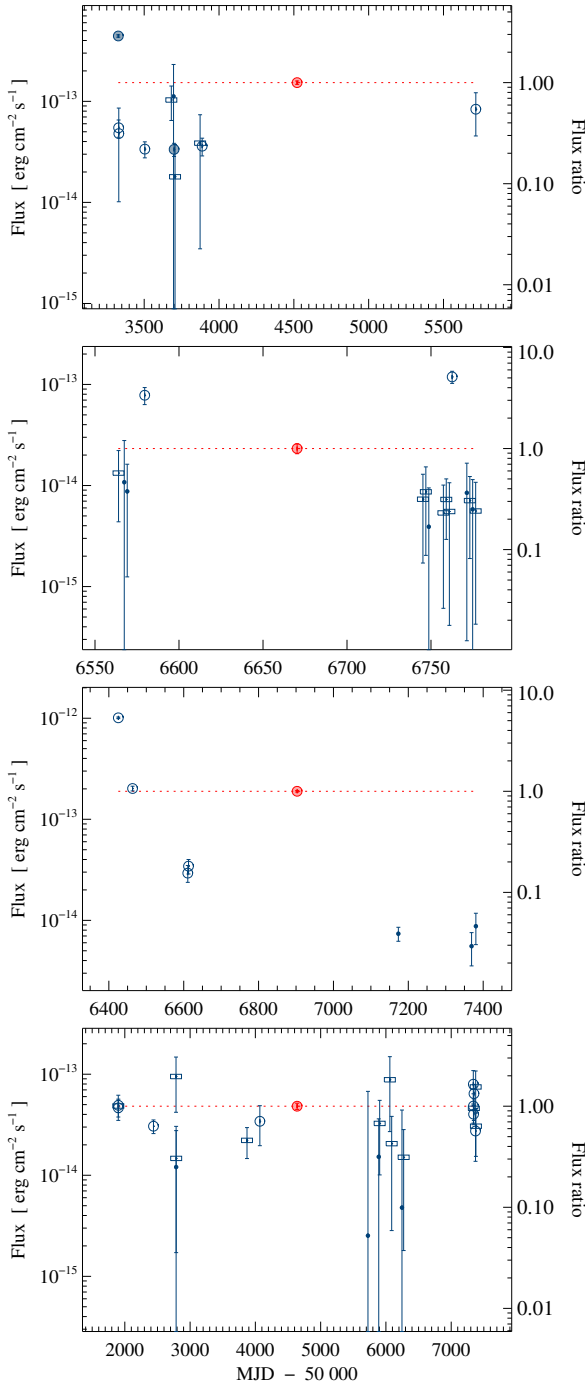 10⁻¹³
10⁻¹⁴
10⁻¹⁵
Flux [ erg cm⁻² s⁻¹ ]
1.00
0.10
0.01
Flux ratio
3500 4000 4500 5000 5500
10⁻¹³
10⁻¹⁴
10⁻¹⁵
Flux [ erg cm⁻² s⁻¹ ]
10.0
1.0
0.1
Flux ratio
6550 6600 6650 6700 6750
10⁻¹²
10⁻¹³
10⁻¹⁴
Flux [ erg cm⁻² s⁻¹ ]
10.0
1.0
0.1
Flux ratio
6400 6600 6800 7000 7200 7400
10⁻¹³
10⁻¹⁴
10⁻¹⁵
Flux [ erg cm⁻² s⁻¹ ]
1.00
0.10
0.01
Flux ratio
2000 3000 4000 5000 6000 7000
MJD − 50 000